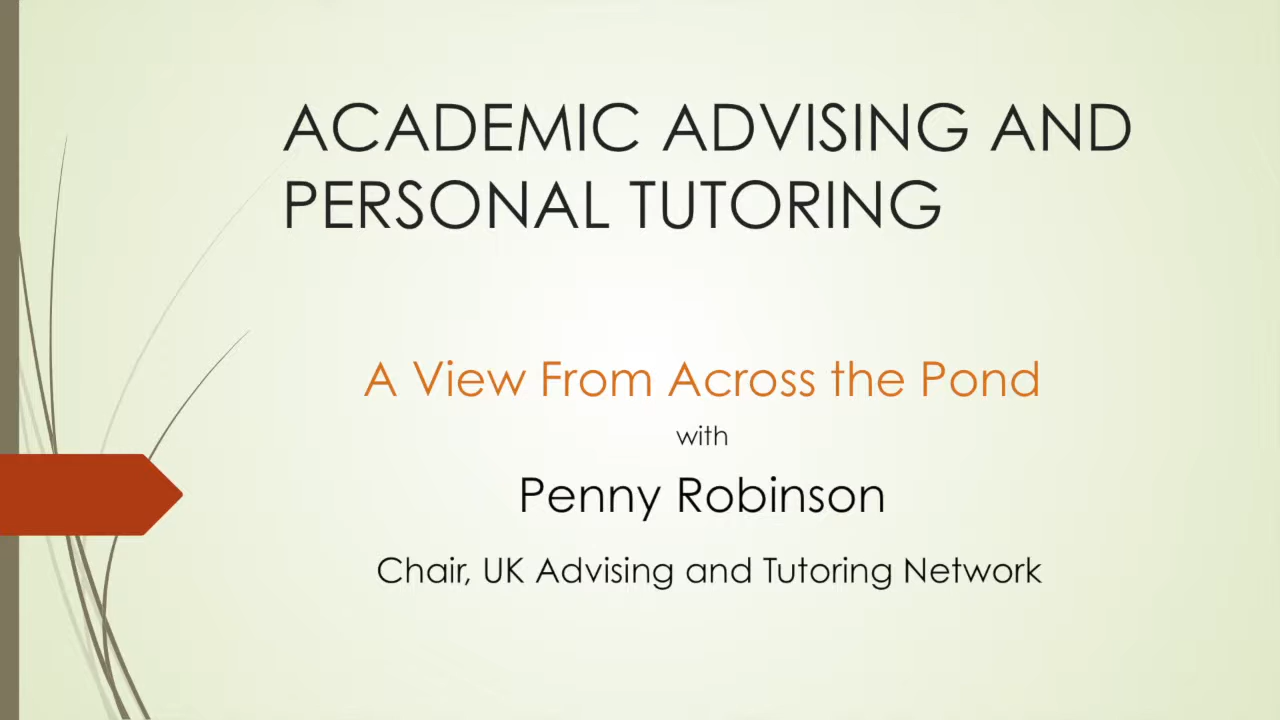 ACADEMIC ADVISING AND
PERSONAL TUTORING
A View From Across the Pond
with
Penny Robinson
Chair, UK Advising and Tutoring Network